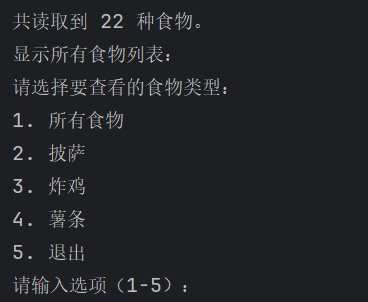 共读取到 22 种食物。
显示所有食物列表：
请选择要查看的食物类型：
1. 所有食物
2. 披萨
3. 炸鸡
4. 薯条
5. 退出
请输入选项（1-5）：